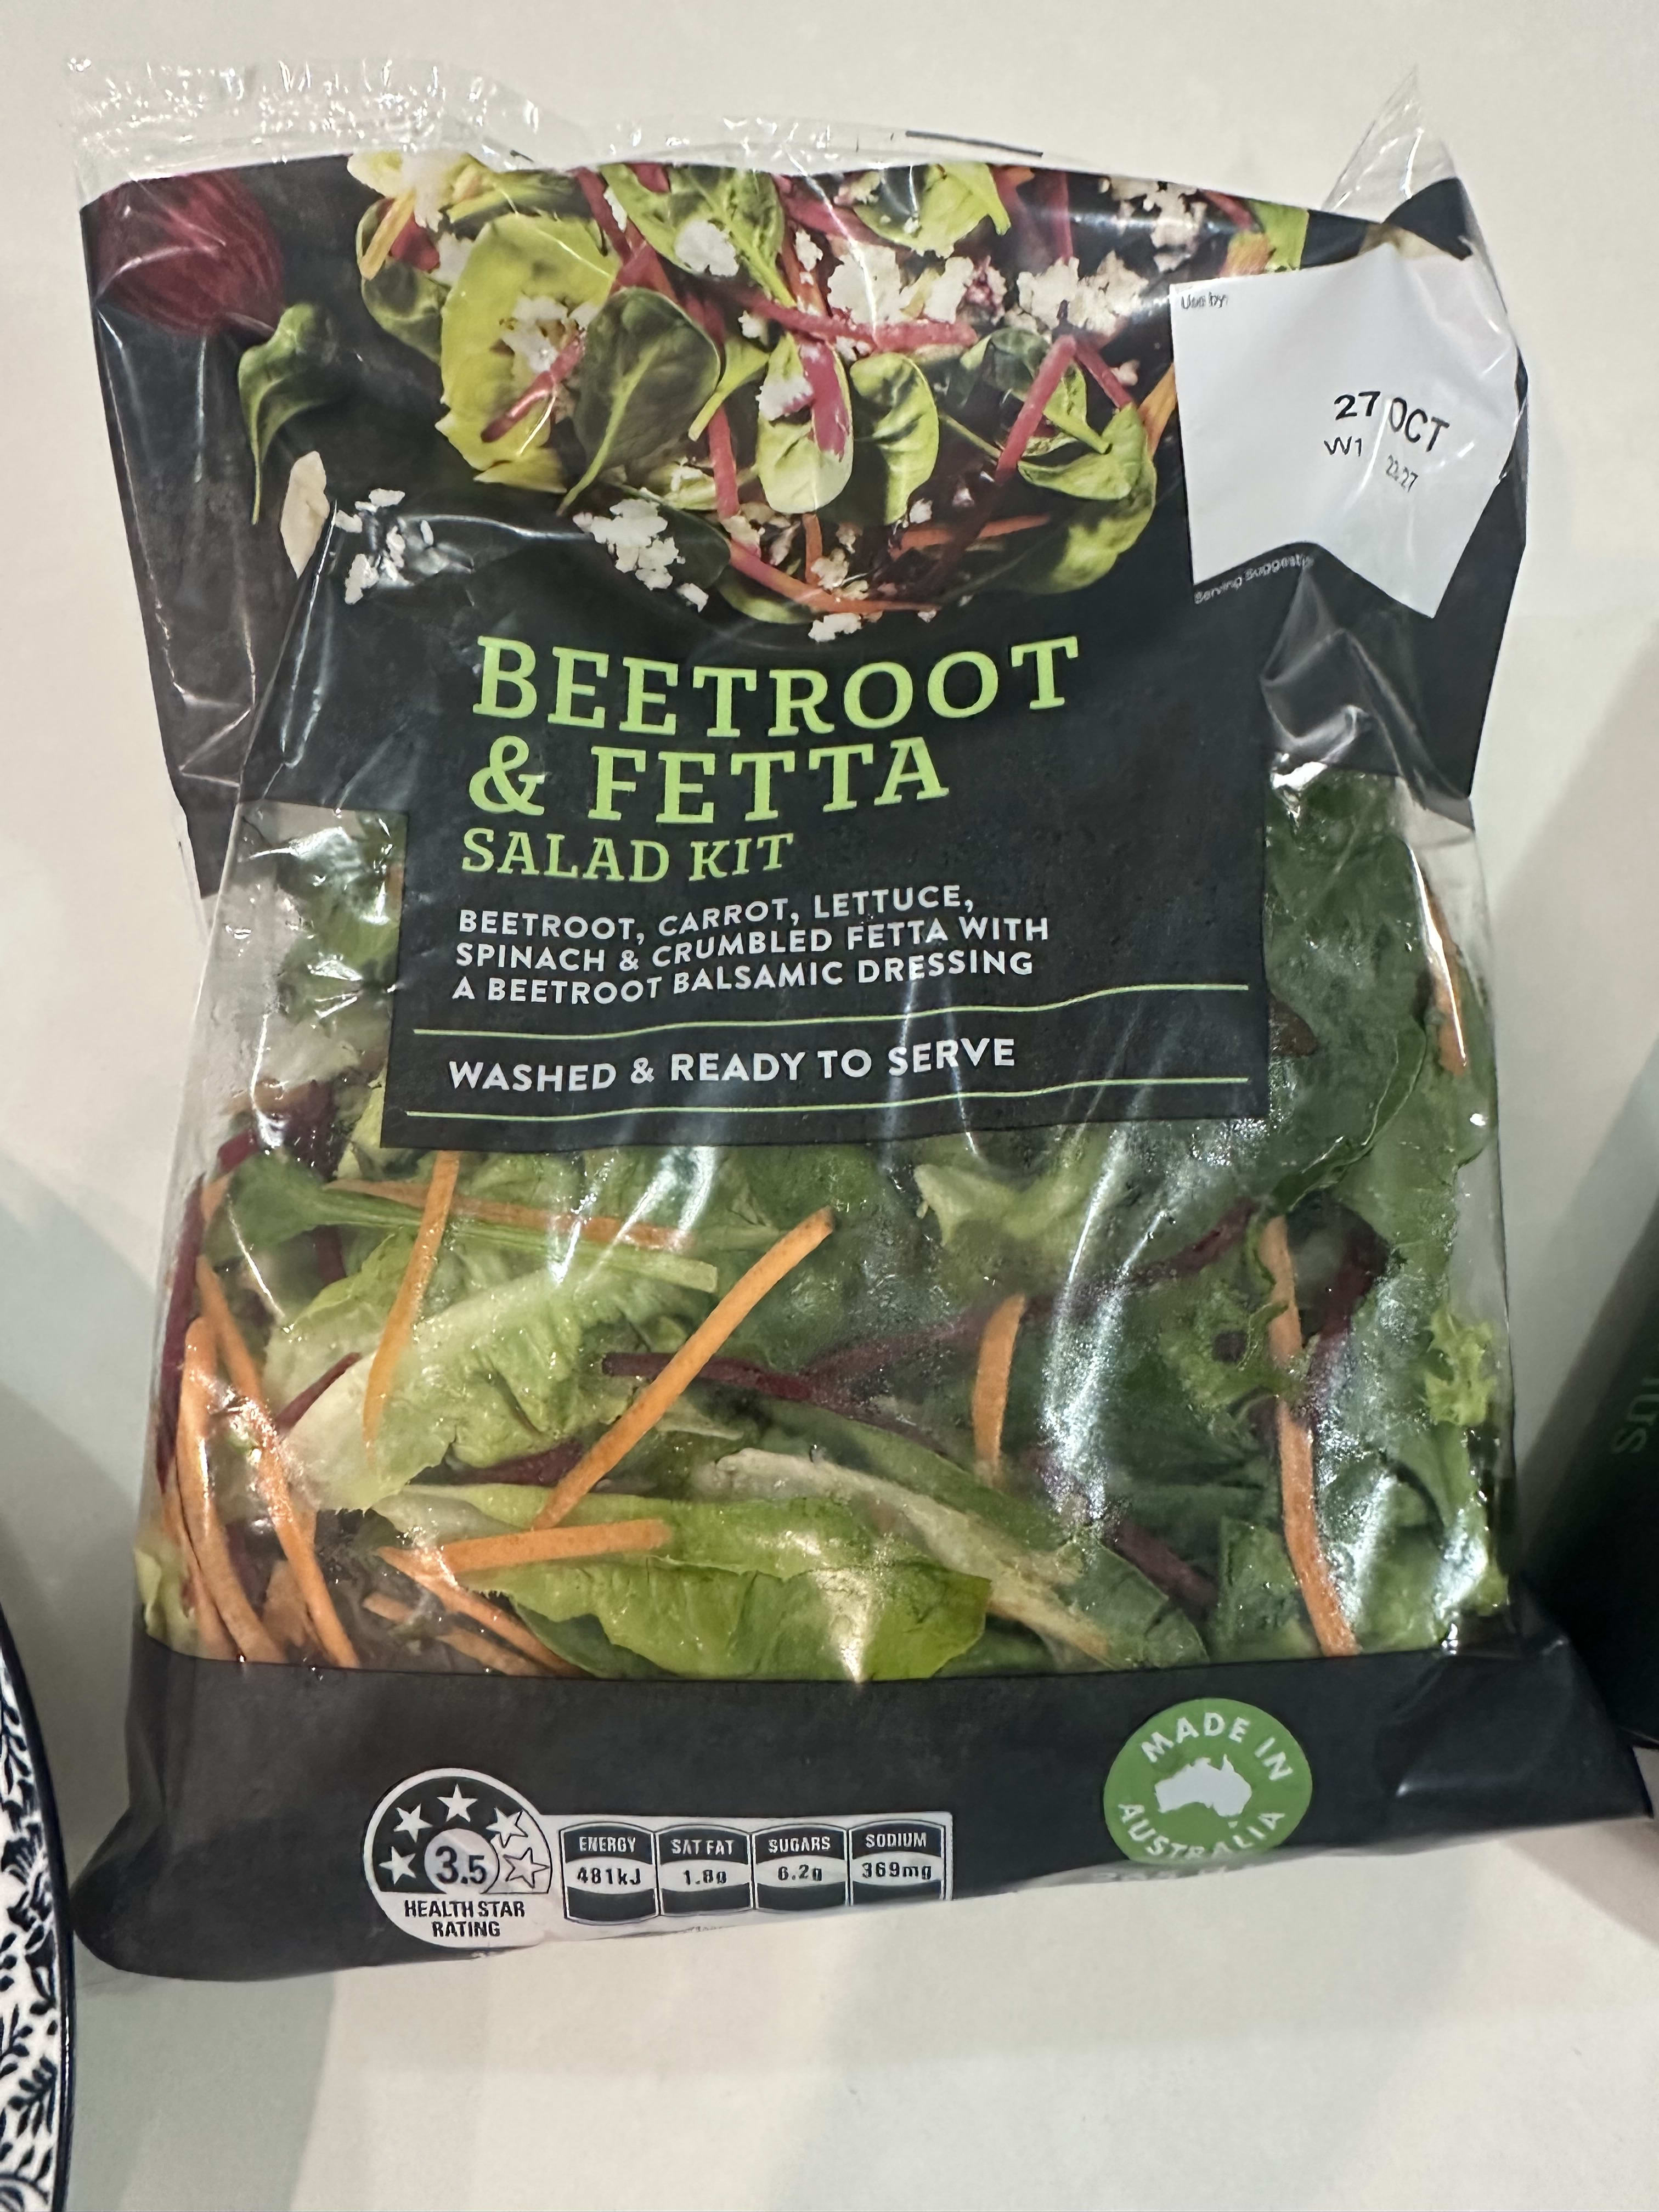 Use by:
27 OCT
W1 22:27
BEETROOT
& FETTA
SALAD KIT
BEETROOT, CARROT, LETTUCE,
SPINACH & CRUMBLED FETTA WITH
A BEETROOT BALSAMIC DRESSING
WASHED & READY TO SERVE
MADE IN
AUSTRALIA
3.5
HEALTH STAR
RATING
ENERGY
481kJ
SAT FAT
1.8g
SUGARS
6.2g
SODIUM
369mg